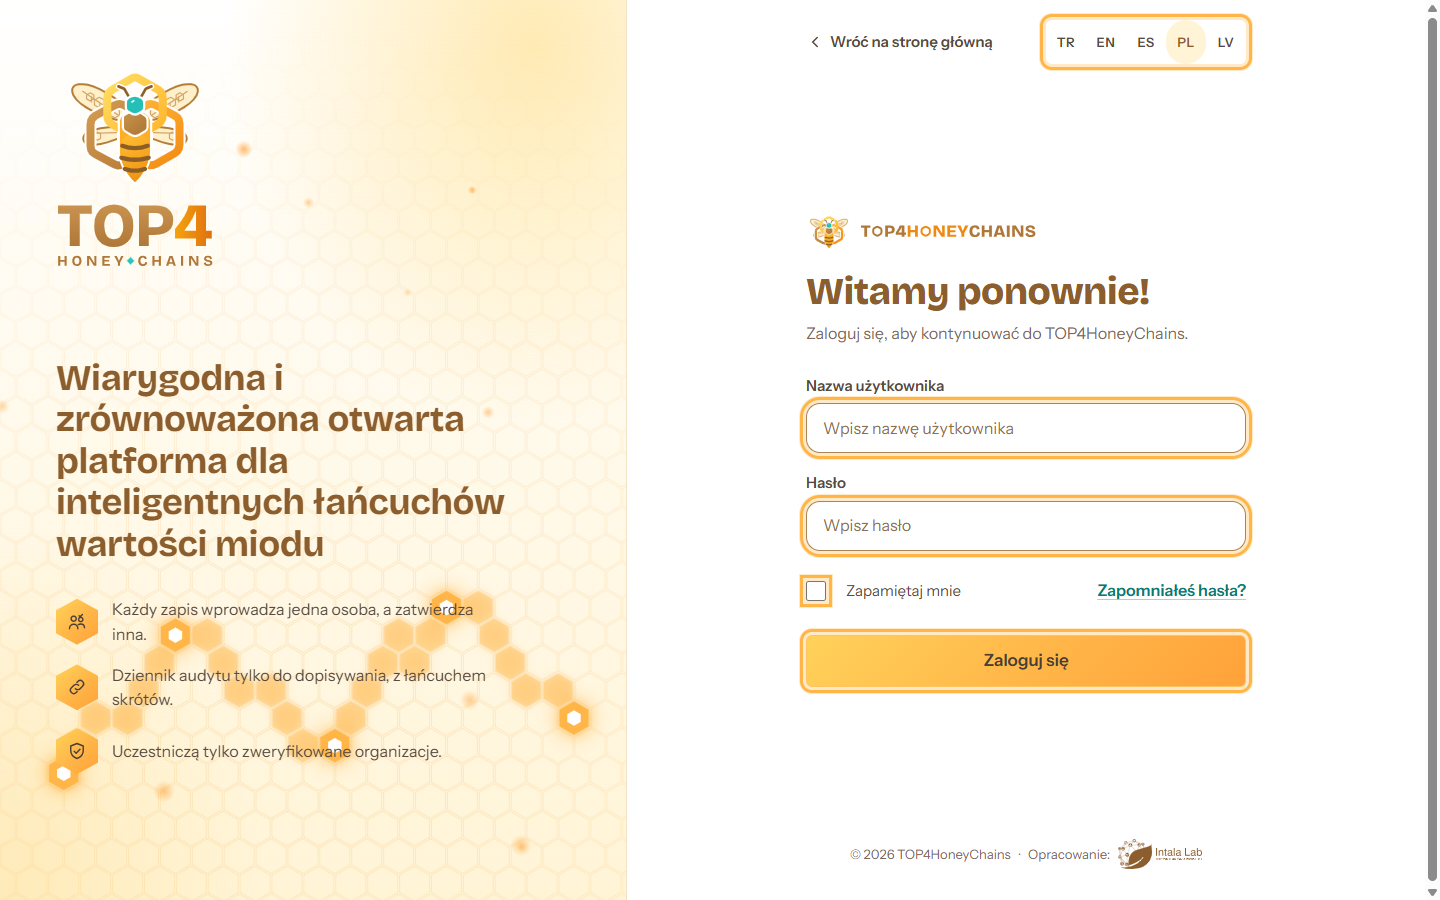 TOP4
HONEY CHAINS
Wiarygodna i
zrównoważona otwarta
platforma dla
inteligentnych łańcuchów
wartości miodu
Każdy zapis wprowadza jedna osoba, a zatwierdza
inna.
Dziennik audytu tylko do dopisywania, z łańcuchem
skrótów.
Uczestniczą tylko zweryfikowane organizacje.
Wróć na stronę główną
TR EN ES PL LV
TOP4HONEYCHAINS
Witamy ponownie!
Zaloguj się, aby kontynuować do TOP4HoneyChains.
Nazwa użytkownika
Wpisz nazwę użytkownika
Hasło
Wpisz hasło
Zapamiętaj mnie
Zapomniałeś hasła?
Zaloguj się
© 2026 TOP4HoneyChains · Opracowanie:
Intala Lab